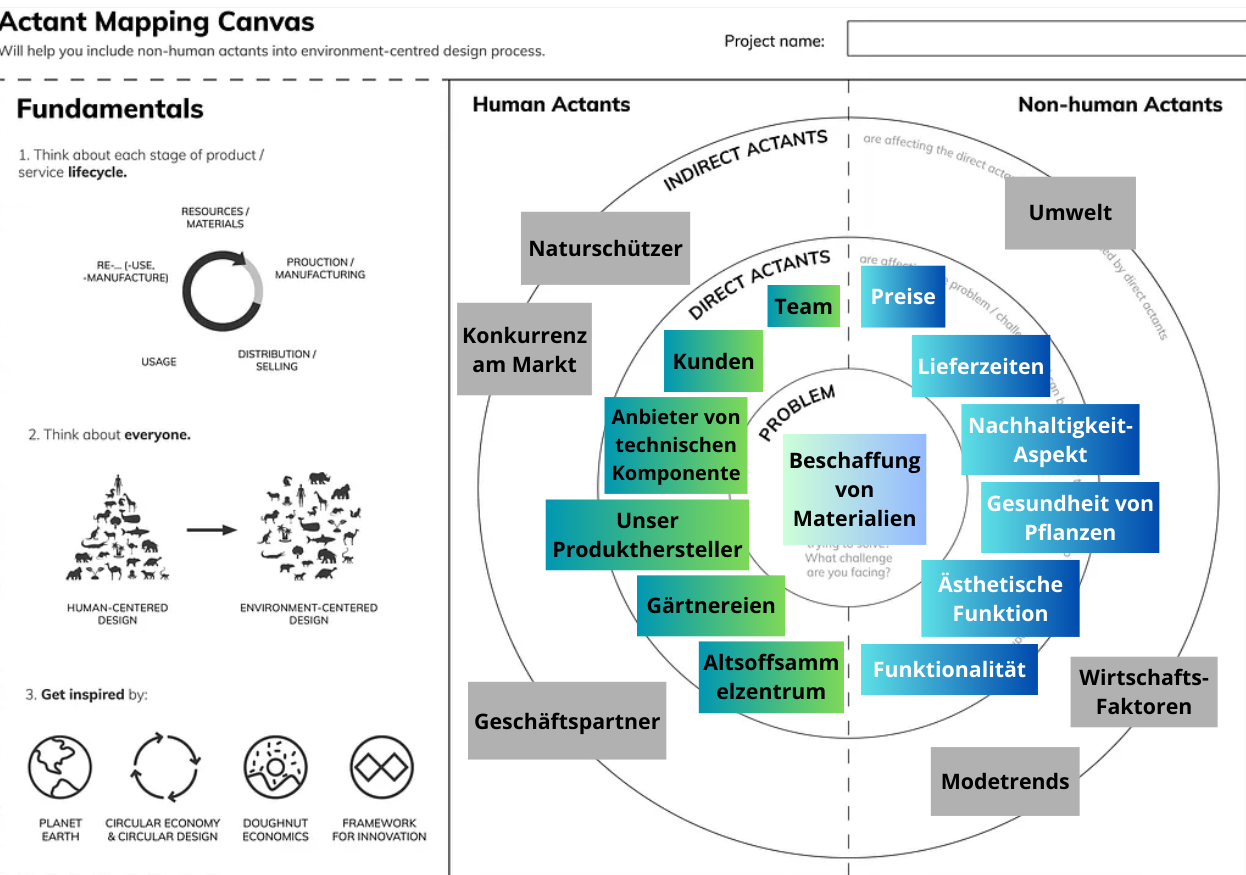 Actant Mapping Canvas
Will help you include non-human actants into environment-centred design process.
Project name:
Fundamentals
1. Think about each stage of product /
service lifecycle.
RESOURCES /
MATERIALS
RE-... (-USE,
-MANUFACTURE)
PROCUTION /
MANUFACTURING
USAGE
DISTRIBUTION /
SELLING
2. Think about everyone.
HUMAN-CENTERED
DESIGN
ENVIRONMENT-CENTERED
DESIGN
3. Get inspired by:
PLANET
EARTH
CIRCULAR ECONOMY
& CIRCULAR DESIGN
DOUGHNUT
ECONOMICS
FRAMEWORK
FOR INNOVATION
Human Actants
Non-human Actants
INDIRECT ACTANTS
are affecting the direct
by direct actants
Naturschützer
Umwelt
Konkurrenz
am Markt
DIRECT ACTANTS
are
problem /
Team
Preise
Kunden
Lieferzeiten
Anbieter von
technischen
Komponente
Nachhaltigkeit-
Aspekt
PROBLEM
Beschaffung
von
Materialien
trying to solve?
What challenge
are you facing?
Unser
Produkthersteller
Gesundheit von
Pflanzen
Gärtnereien
Ästhetische
Funktion
Altsoffsamm
elzentrum
Funktionalität
Geschäftspartner
Wirtschafts-
Faktoren
Modetrends